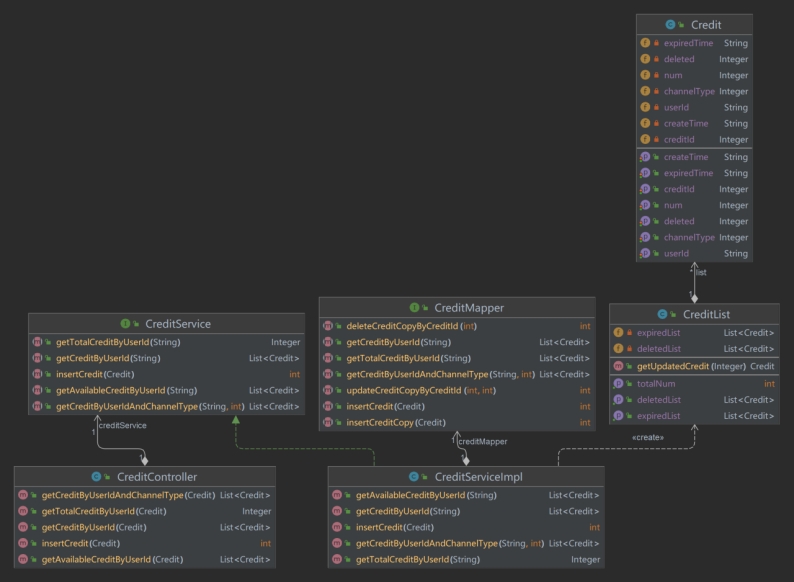 Credit
expiredTime String
deleted Integer
num Integer
channelType Integer
userId String
createTime String
creditId Integer
createTime String
expiredTime String
creditId Integer
num Integer
deleted Integer
channelType Integer
userId String
* list
1
CreditList
expiredList List<Credit>
deletedList List<Credit>
getUpdatedCredit(Integer) Credit
totalNum int
deletedList List<Credit>
expiredList List<Credit>
CreditMapper
deleteCreditCopyByCreditId(int) int
getCreditByUserId(String) List<Credit>
getTotalCreditByUserId(String) List<Credit>
getCreditByUserIdAndChannelType(String, int) List<Credit>
updateCreditCopyByCreditId(int, int) int
insertCredit(Credit) int
insertCreditCopy(Credit) int
CreditService
getTotalCreditByUserId(String) Integer
getCreditByUserId(String) List<Credit>
insertCredit(Credit) int
getAvailableCreditByUserId(String) List<Credit>
getCreditByUserIdAndChannelType(String, int) List<Credit>
creditService
1
1
creditMapper
1
1
«create»
CreditController
getCreditByUserIdAndChannelType(Credit) List<Credit>
getTotalCreditByUserId(Credit) Integer
getCreditByUserId(Credit) List<Credit>
insertCredit(Credit) int
getAvailableCreditByUserId(Credit) List<Credit>
CreditServiceImpl
getAvailableCreditByUserId(String) List<Credit>
getCreditByUserId(String) List<Credit>
insertCredit(Credit) int
getCreditByUserIdAndChannelType(String, int) List<Credit>
getTotalCreditByUserId(String) Integer